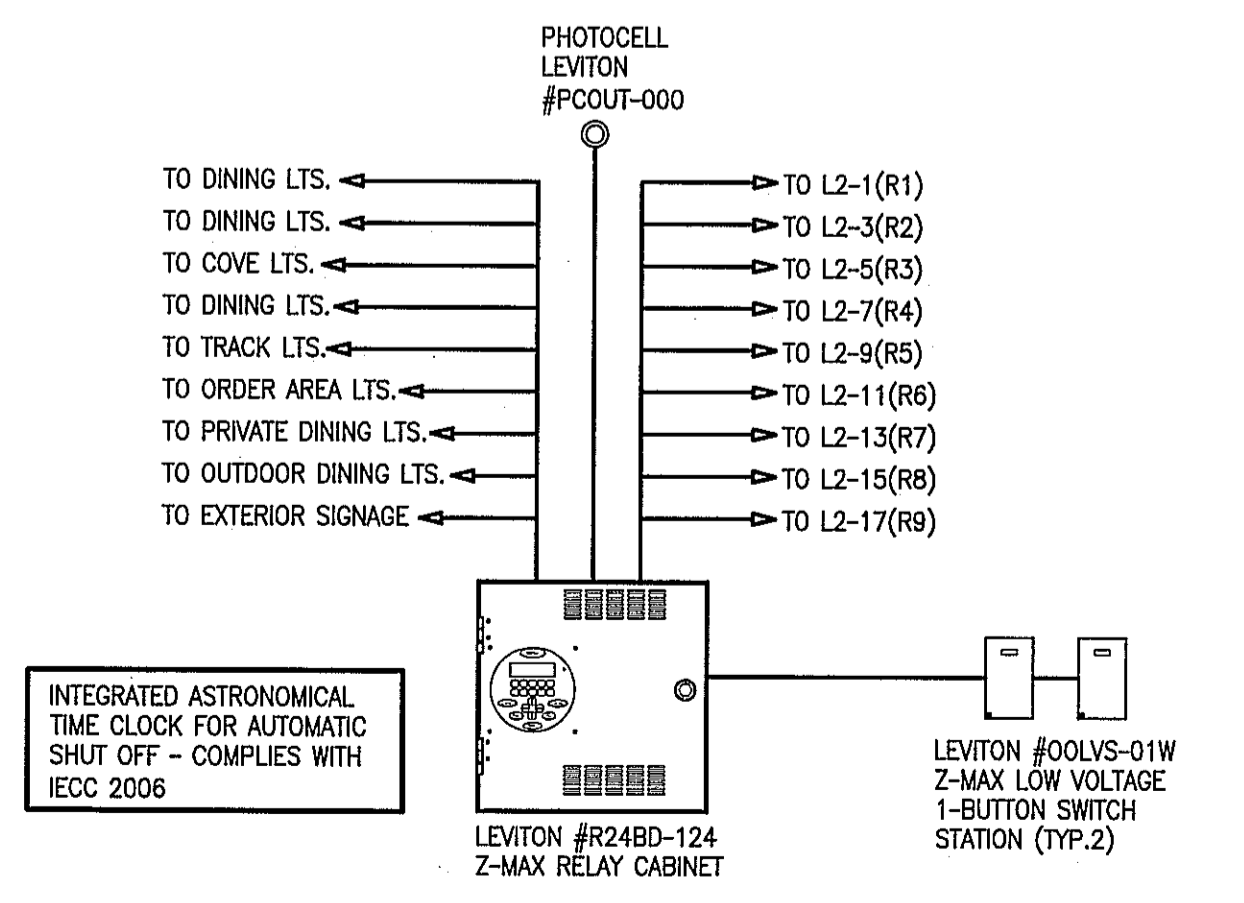 PHOTOCELL
LEVITON
#PCOUT-000
TO DINING LTS.
TO DINING LTS.
TO COVE LTS.
TO DINING LTS.
TO TRACK LTS.
TO ORDER AREA LTS.
TO PRIVATE DINING LTS.
TO OUTDOOR DINING LTS.
TO EXTERIOR SIGNAGE
TO L2-1(R1)
TO L2-3(R2)
TO L2-5(R3)
TO L2-7(R4)
TO L2-9(R5)
TO L2-11(R6)
TO L2-13(R7)
TO L2-15(R8)
TO L2-17(R9)
INTEGRATED ASTRONOMICAL
TIME CLOCK FOR AUTOMATIC
SHUT OFF - COMPLIES WITH
IECC 2006
LEVITON #R24BD-124
Z-MAX RELAY CABINET
LEVITON #OOLVS-01W
Z-MAX LOW VOLTAGE
1-BUTTON SWITCH
STATION (TYP.2)